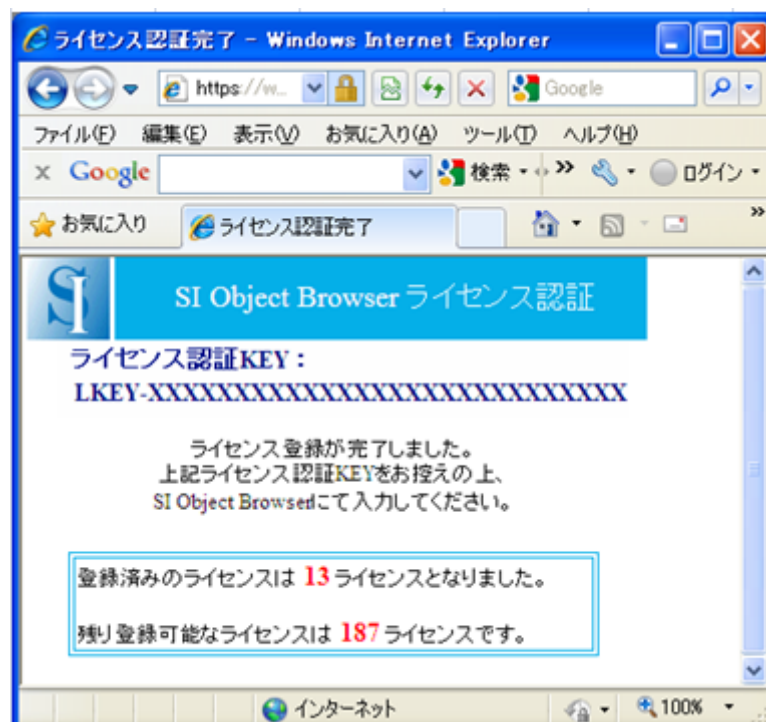 ライセンス認証完了 - Windows Internet Explorer
https://w...
Google
ファイル(F) 編集(E) 表示(V) お気に入り(A) ツール(T) ヘルプ(H)
x Google 検索 » ログイン
お気に入り ライセンス認証完了 »
SI SI Object Browser ライセンス認証
ライセンス認証KEY：
LKEY-XXXXXXXXXXXXXXXXXXXXXXXXXXXX
ライセンス登録が完了しました。
上記ライセンス認証KEYをお控えの上、
SI Object Browserにて入力してください。
登録済みのライセンスは 13 ライセンスとなりました。
残り登録可能なライセンスは 187 ライセンスです。
インターネット 100%